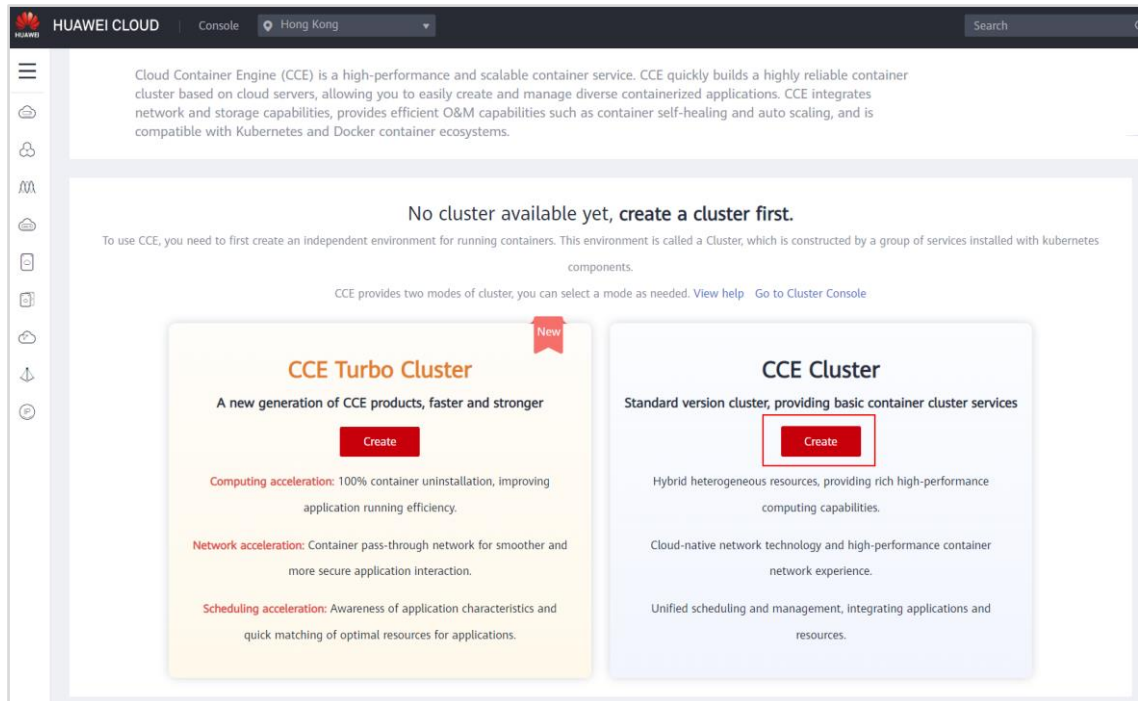 HUAWEI
HUAWEI CLOUD
Console
Hong Kong
Search
Cloud Container Engine (CCE) is a high-performance and scalable container service. CCE quickly builds a highly reliable container
cluster based on cloud servers, allowing you to easily create and manage diverse containerized applications. CCE integrates
network and storage capabilities, provides efficient O&M capabilities such as container self-healing and auto scaling, and is
compatible with Kubernetes and Docker container ecosystems.
No cluster available yet, create a cluster first.
To use CCE, you need to first create an independent environment for running containers. This environment is called a Cluster, which is constructed by a group of services installed with kubernetes
components.
CCE provides two modes of cluster, you can select a mode as needed. View help Go to Cluster Console
New
CCE Turbo Cluster
A new generation of CCE products, faster and stronger
Create
Computing acceleration: 100% container uninstallation, improving
application running efficiency.
Network acceleration: Container pass-through network for smoother and
more secure application interaction.
Scheduling acceleration: Awareness of application characteristics and
quick matching of optimal resources for applications.
CCE Cluster
Standard version cluster, providing basic container cluster services
Create
Hybrid heterogeneous resources, providing rich high-performance
computing capabilities.
Cloud-native network technology and high-performance container
network experience.
Unified scheduling and management, integrating applications and
resources.